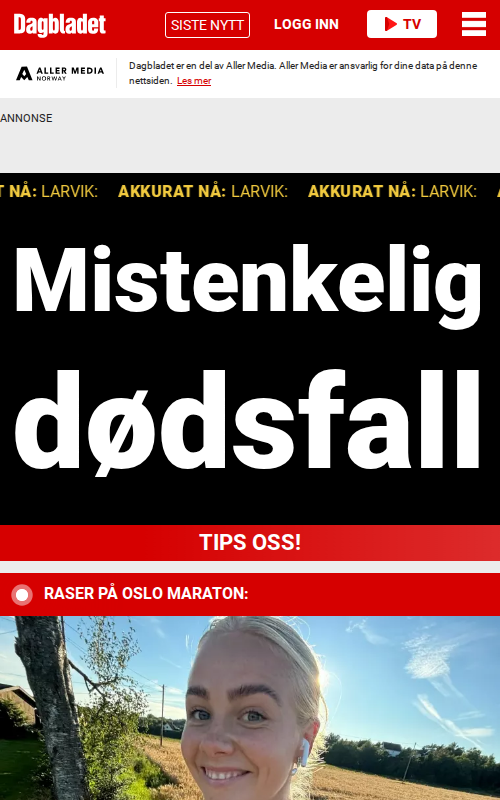 Dagbladet
SISTE NYTT
LOGG INN
TV
ALLER MEDIA
NORWAY
Dagbladet er en del av Aller Media. Aller Media er ansvarlig for dine data på denne
nettsiden. Les mer
ANNONSE
T NÅ: LARVIK: AKKURAT NÅ: LARVIK: AKKURAT NÅ: LARVIK:
Mistenkelig
dødsfall
TIPS OSS!
RASER PÅ OSLO MARATON: